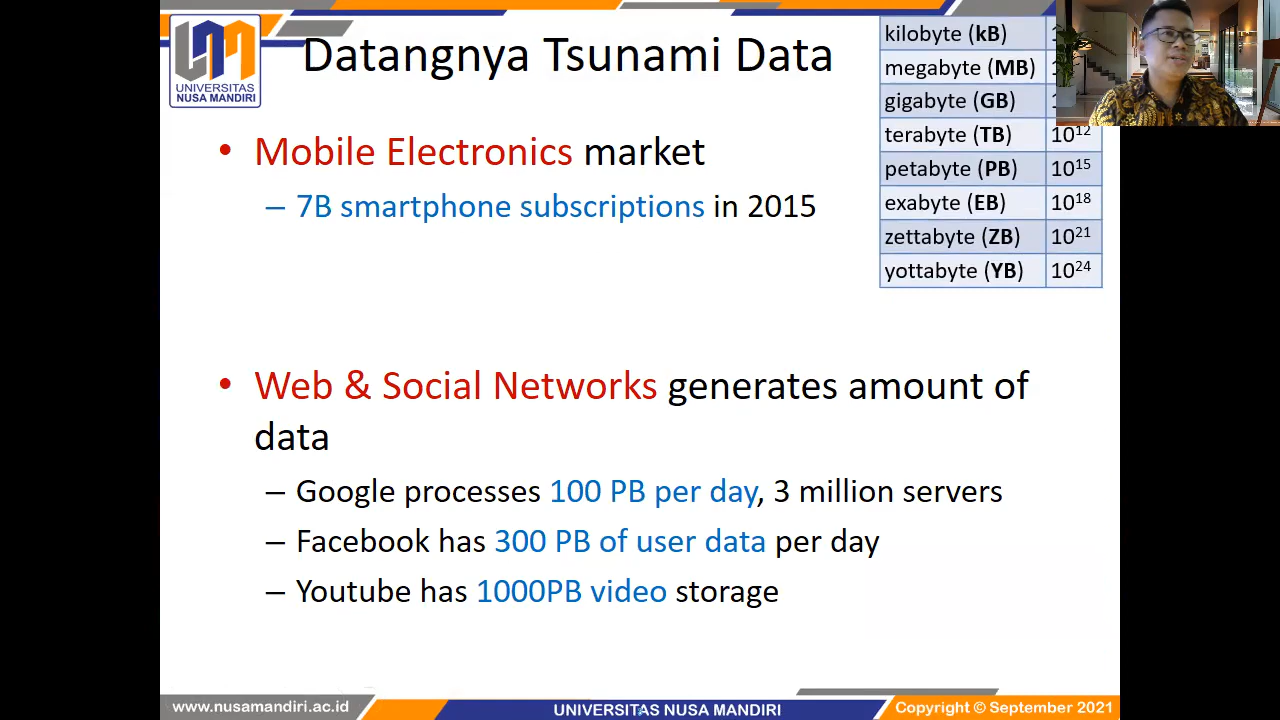 UNIVERSITAS
NUSA MANDIRI
Datangnya Tsunami Data
kilobyte (kB)
megabyte (MB)
gigabyte (GB)
terabyte (TB) 10¹²
petabyte (PB) 10¹⁵
exabyte (EB) 10¹⁸
zettabyte (ZB) 10²¹
yottabyte (YB) 10²⁴
• Mobile Electronics market
– 7B smartphone subscriptions in 2015
• Web & Social Networks generates amount of
data
– Google processes 100 PB per day, 3 million servers
– Facebook has 300 PB of user data per day
– Youtube has 1000PB video storage
www.nusamandiri.ac.id
UNIVERSITAS NUSA MANDIRI
Copyright © September 2021